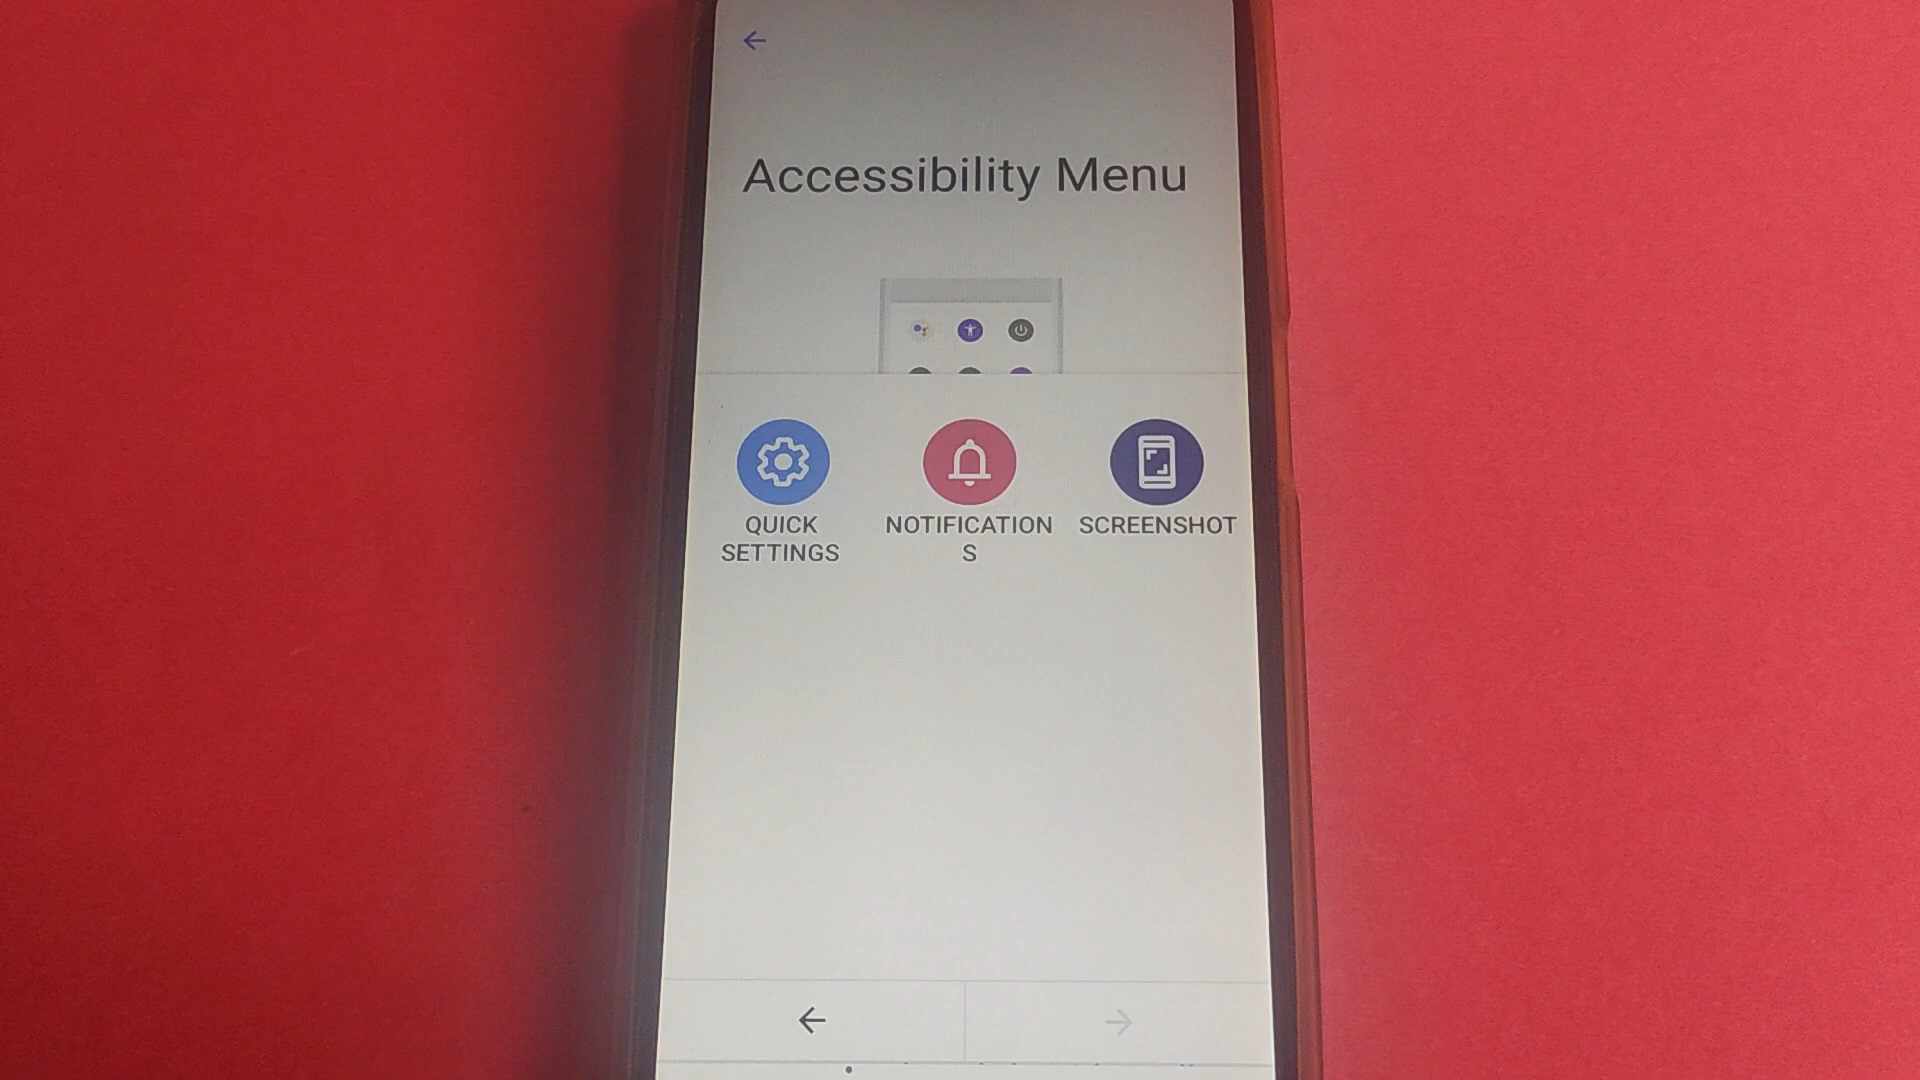 Accessibility Menu
QUICK
SETTINGS
NOTIFICATION
S
SCREENSHOT